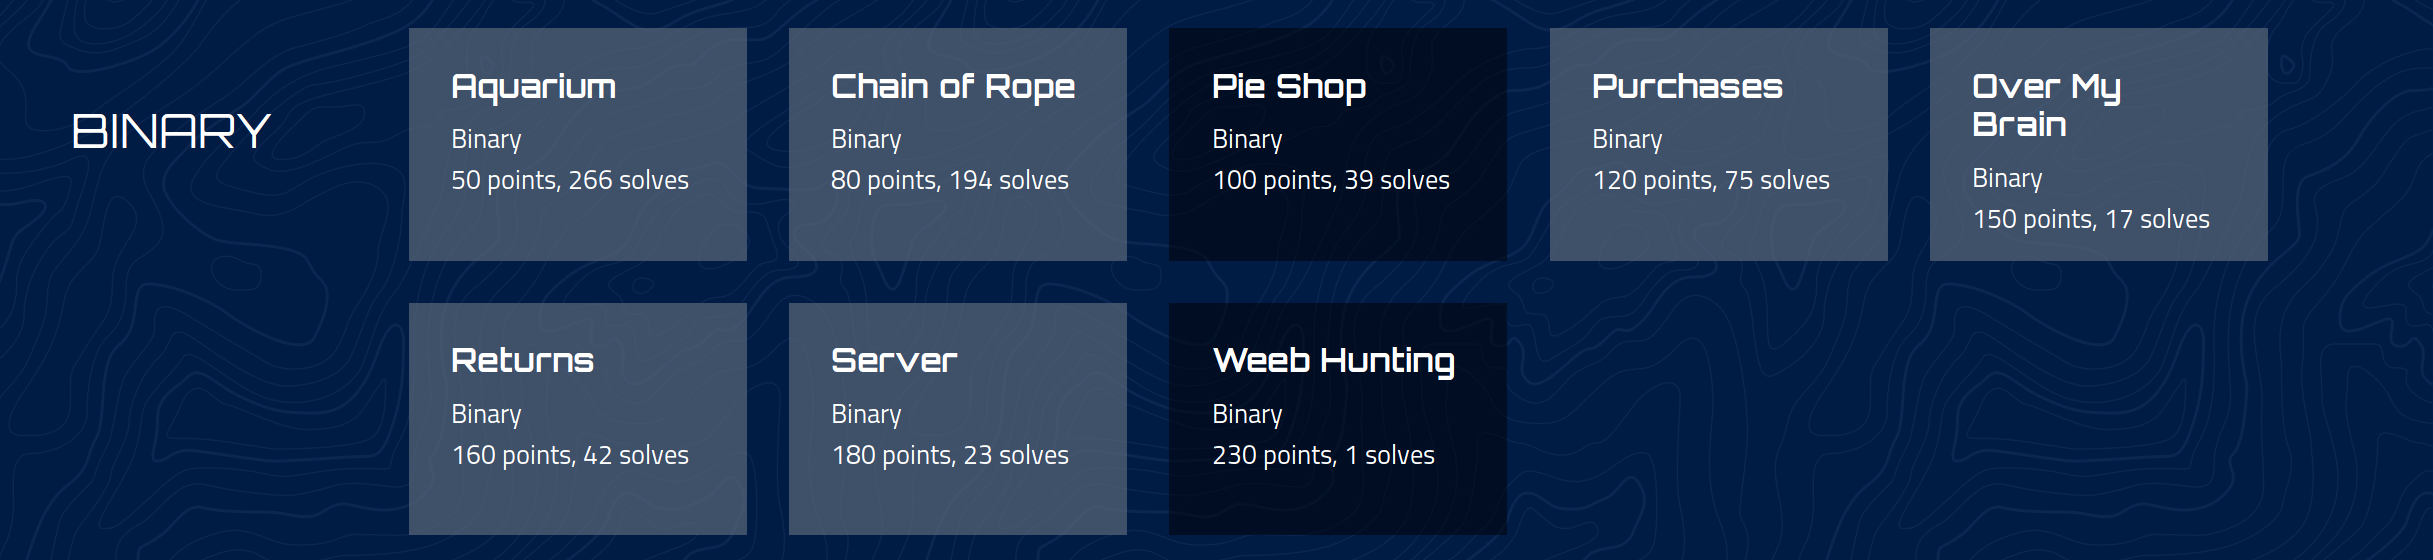 BINARY
Aquarium
Binary
50 points, 266 solves
Chain of Rope
Binary
80 points, 194 solves
Pie Shop
Binary
100 points, 39 solves
Purchases
Binary
120 points, 75 solves
Over My
Brain
Binary
150 points, 17 solves
Returns
Binary
160 points, 42 solves
Server
Binary
180 points, 23 solves
Weeb Hunting
Binary
230 points, 1 solves